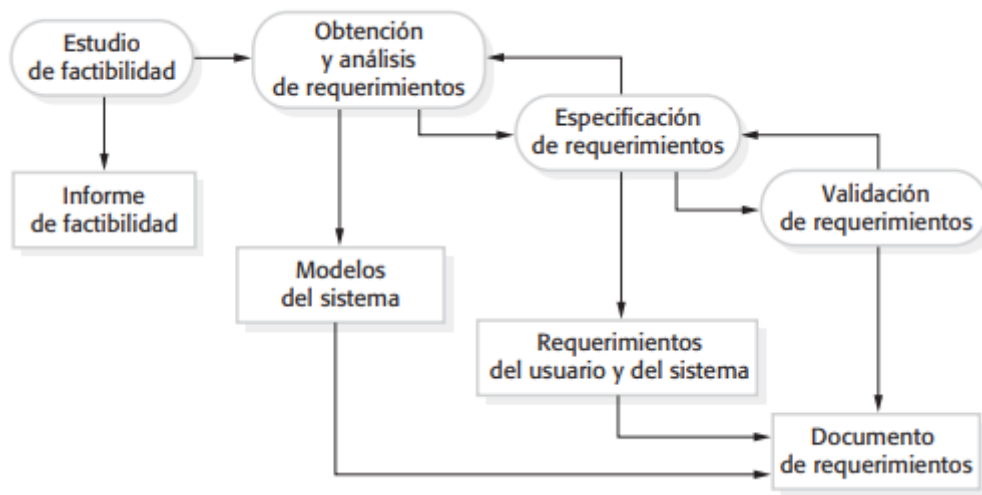 Estudio
de factibilidad
Obtención
y análisis
de requerimientos
Especificación
de requerimientos
Validación
de requerimientos
Informe
de factibilidad
Modelos
del sistema
Requerimientos
del usuario y del sistema
Documento
de requerimientos